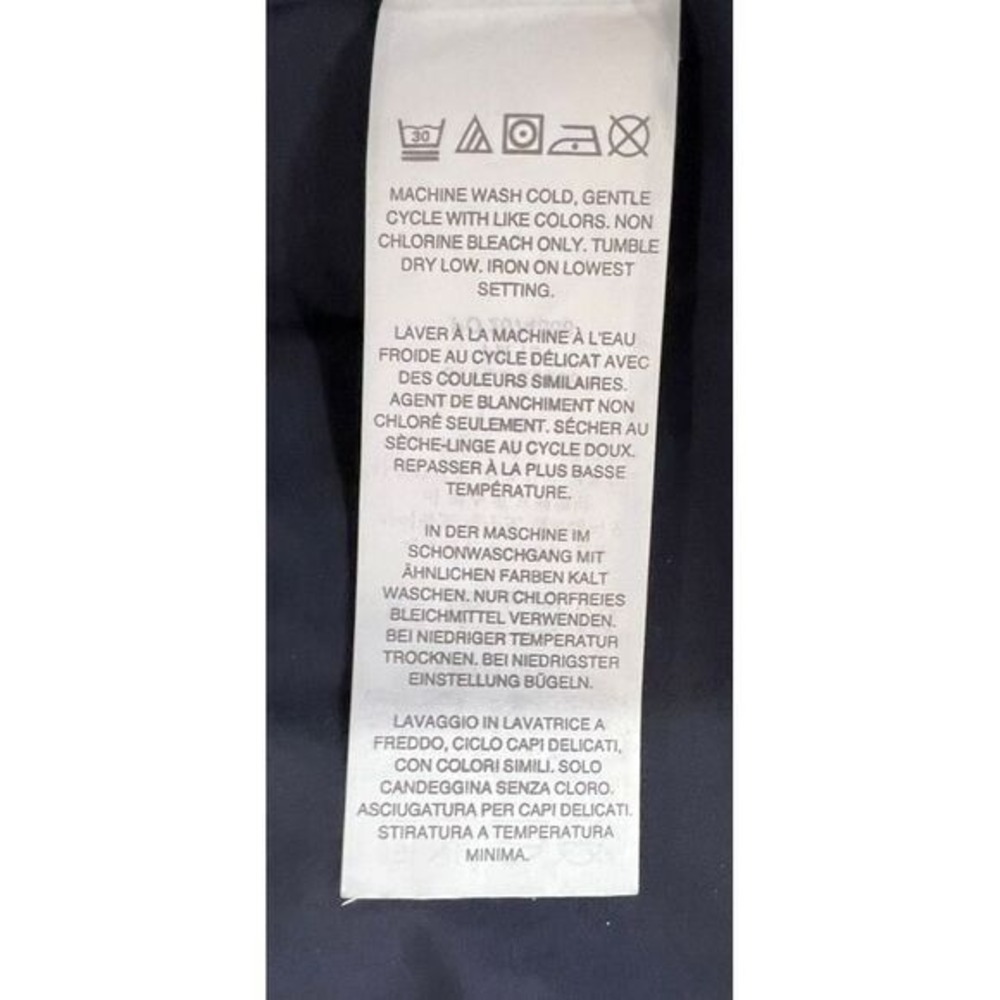 30
MACHINE WASH COLD, GENTLE
CYCLE WITH LIKE COLORS. NON
CHLORINE BLEACH ONLY. TUMBLE
DRY LOW. IRON ON LOWEST
SETTING.
LAVER À LA MACHINE À L'EAU
FROIDE AU CYCLE DÉLICAT AVEC
DES COULEURS SIMILAIRES.
AGENT DE BLANCHIMENT NON
CHLORÉ SEULEMENT. SÉCHER AU
SÈCHE-LINGE AU CYCLE DOUX.
REPASSER À LA PLUS BASSE
TEMPÉRATURE.
IN DER MASCHINE IM
SCHONWASCHGANG MIT
ÄHNLICHEN FARBEN KALT
WASCHEN. NUR CHLORFREIES
BLEICHMITTEL VERWENDEN.
BEI NIEDRIGER TEMPERATUR
TROCKNEN. BEI NIEDRIGSTER
EINSTELLUNG BÜGELN.
LAVAGGIO IN LAVATRICE A
FREDDO, CICLO CAPI DELICATI,
CON COLORI SIMILI. SOLO
CANDEGGINA SENZA CLORO.
ASCIUGATURA PER CAPI DELICATI.
STIRATURA A TEMPERATURA
MINIMA.